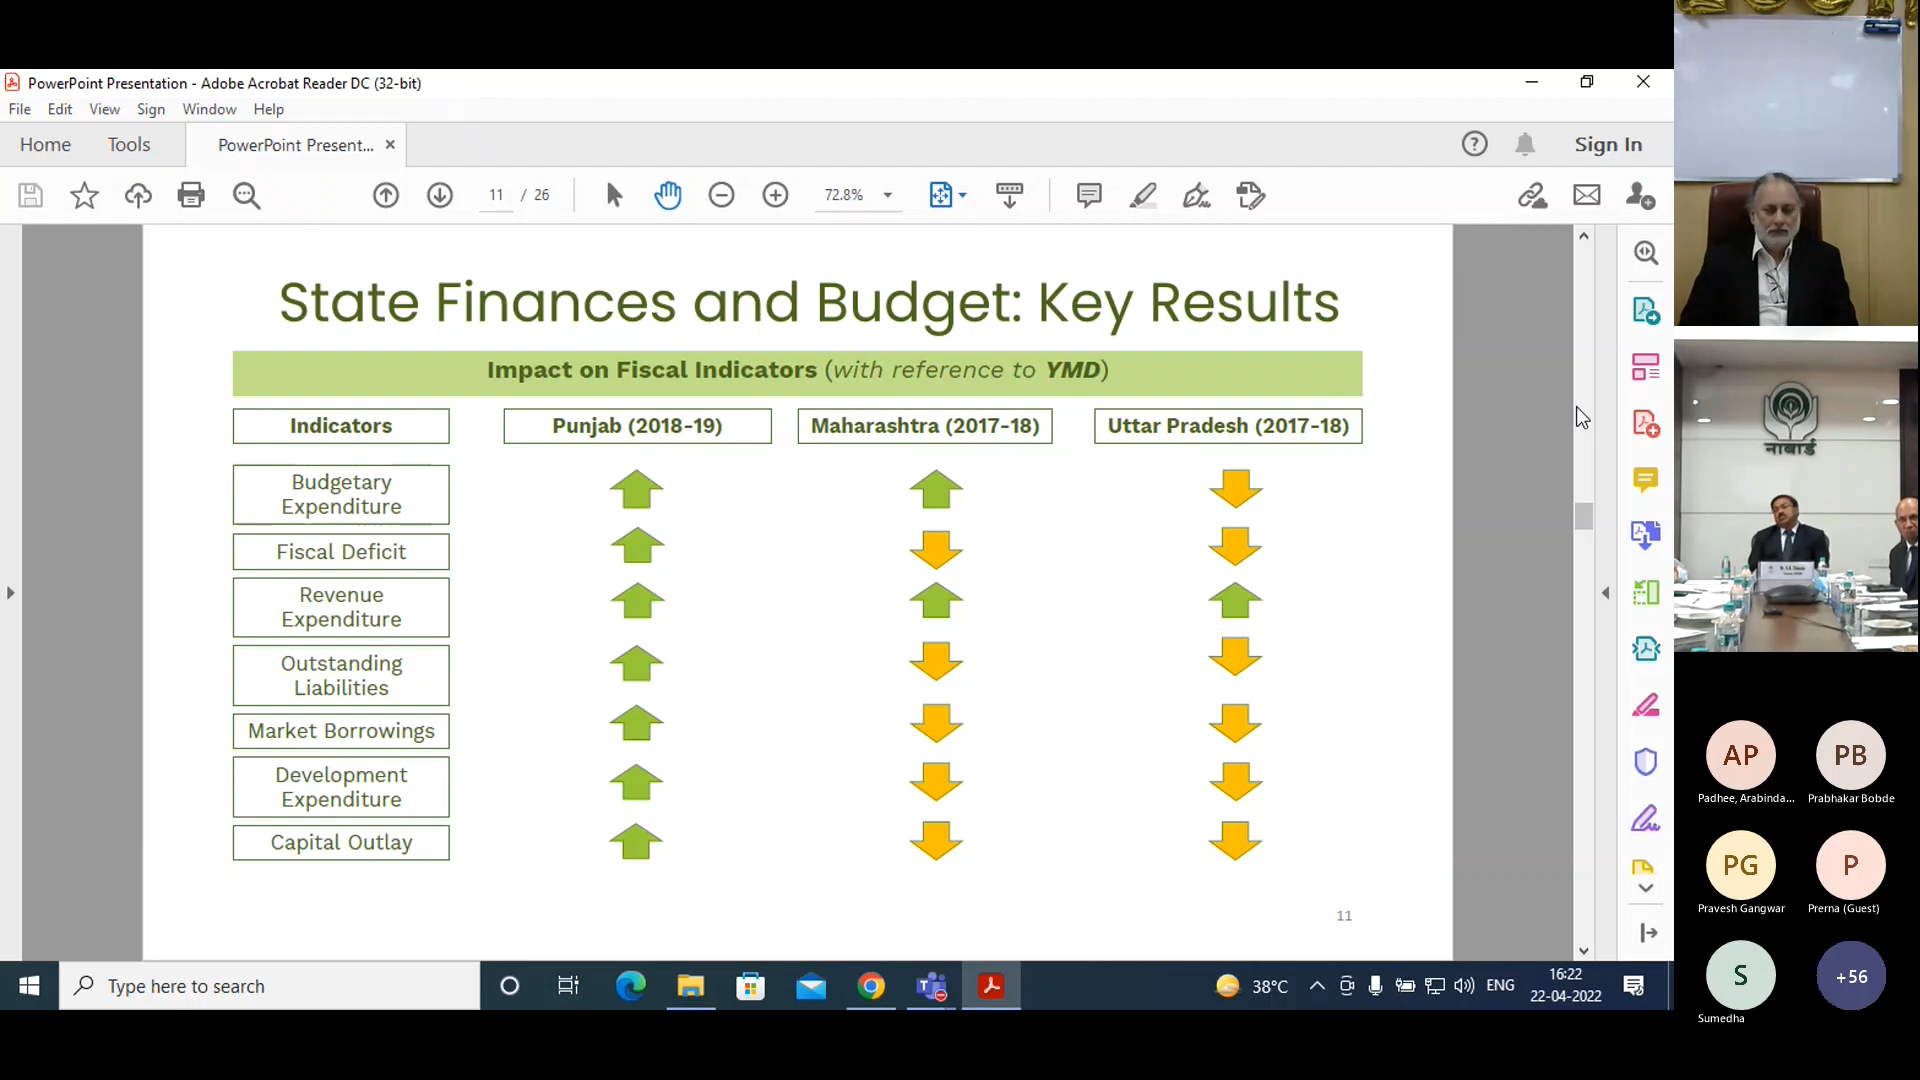 PowerPoint Presentation - Adobe Acrobat Reader DC (32-bit)
File Edit View Sign Window Help
Home Tools PowerPoint Present... × Sign In
11 / 26 72.8%
State Finances and Budget: Key Results
Impact on Fiscal Indicators (with reference to YMD)
Indicators Punjab (2018-19) Maharashtra (2017-18) Uttar Pradesh (2017-18)
Budgetary
Expenditure
Fiscal Deficit
Revenue
Expenditure
Outstanding
Liabilities
Market Borrowings
Development
Expenditure
Capital Outlay
11
Type here to search
38°C ENG
16:22
22-04-2022
नाबार्ड
AP PB
Padhee, Arabinda... Prabhakar Bobde
PG P
Pravesh Gangwar Prerna (Guest)
S +56
Sumedha